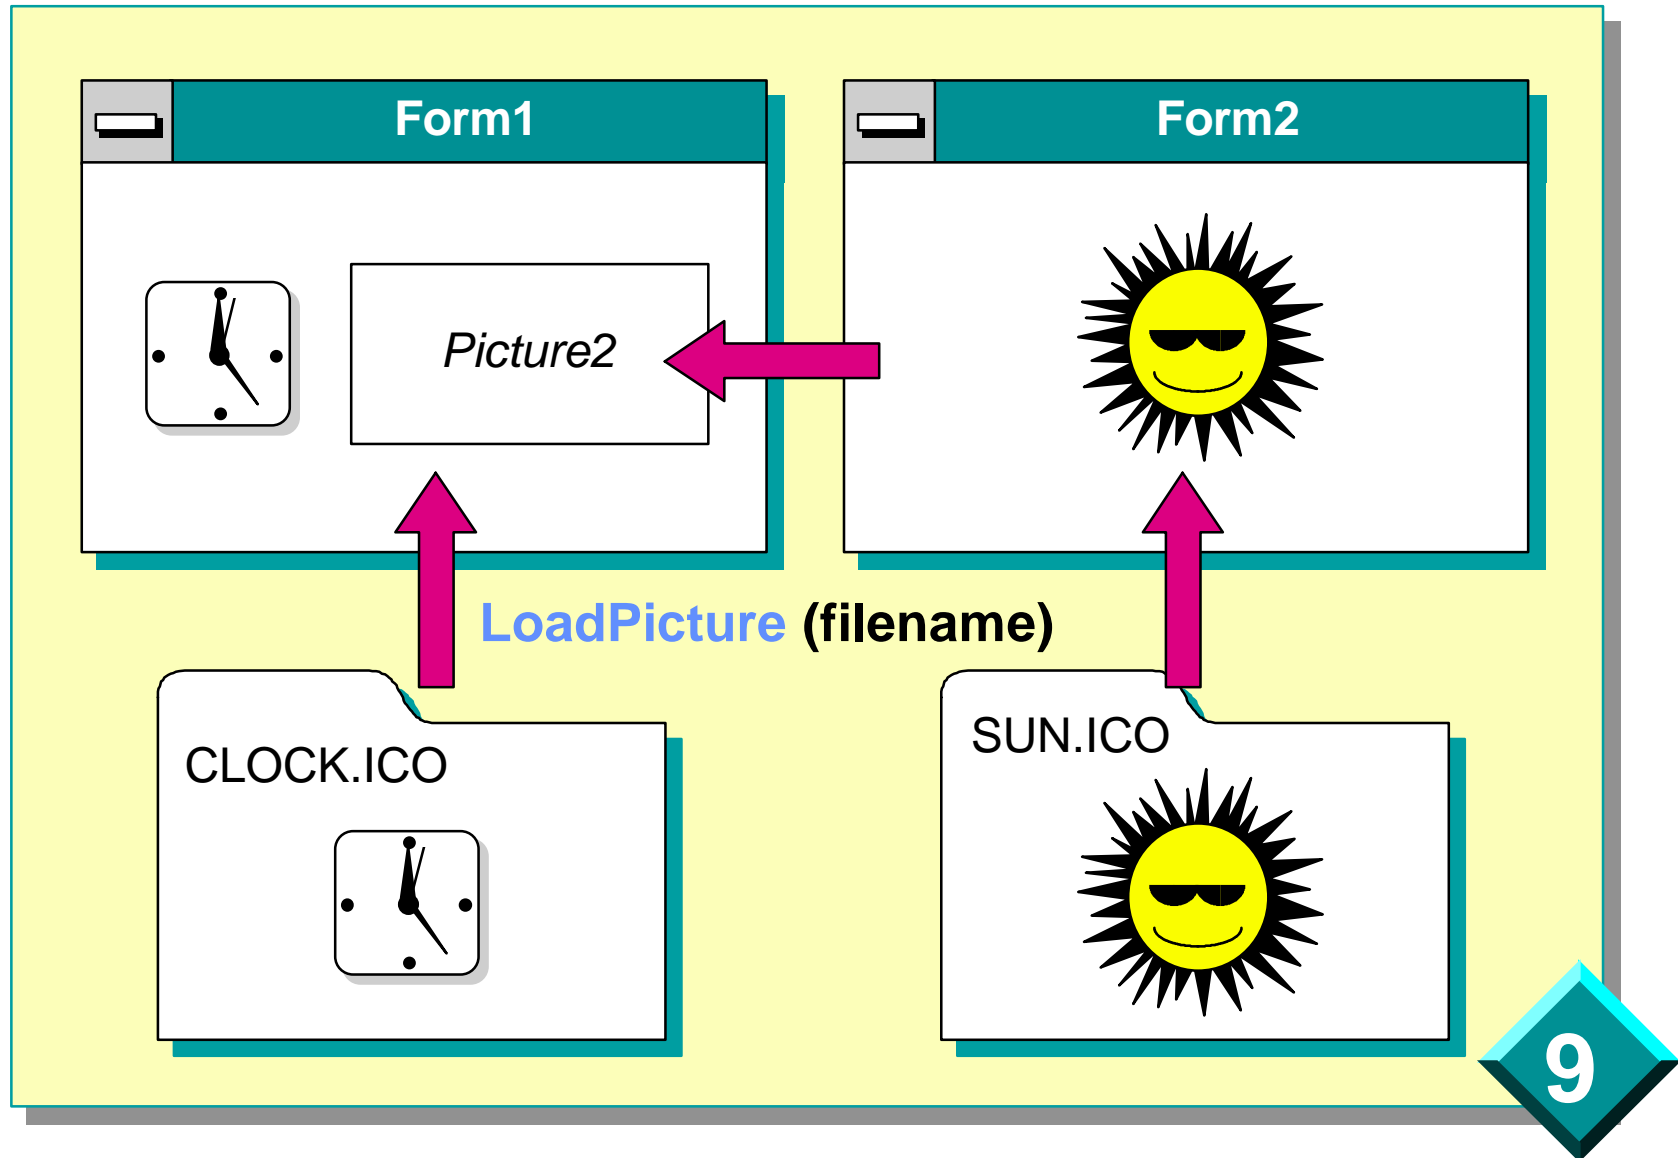 Form1
Form2
Picture2
LoadPicture (filename)
CLOCK.ICO
SUN.ICO
9